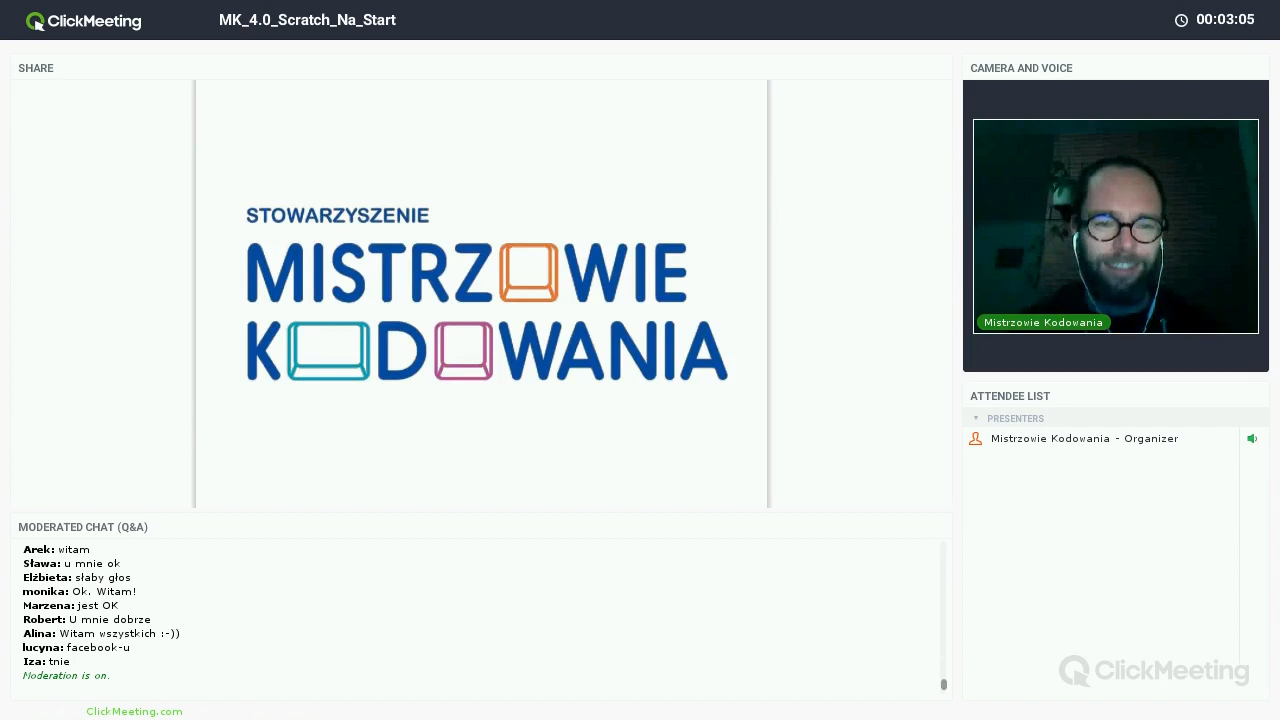 ClickMeeting
MK_4.0_Scratch_Na_Start
00:03:05
SHARE
STOWARZYSZENIE
MISTRZOWIE
KODOWANIA
CAMERA AND VOICE
Mistrzowie Kodowania
ATTENDEE LIST
PRESENTERS
Mistrzowie Kodowania - Organizer
MODERATED CHAT (Q&A)
Arek: witam
Sława: u mnie ok
Elżbieta: słaby głos
monika: Ok. Witam!
Marzena: jest OK
Robert: U mnie dobrze
Alina: Witam wszystkich :-))
lucyna: facebook-u
Iza: tnie
Moderation is on.
ClickMeeting
ClickMeeting.com